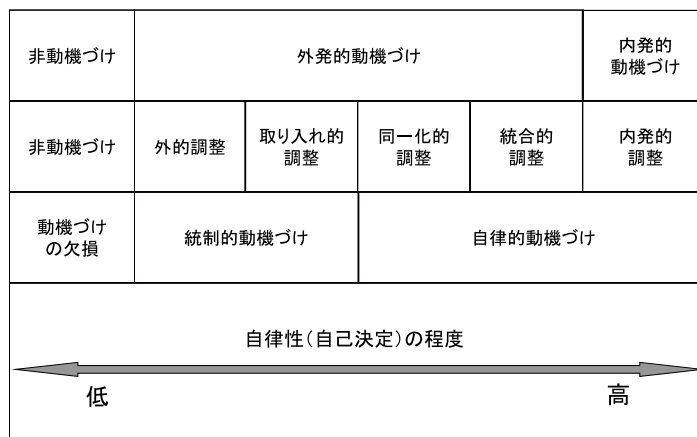 非動機づけ
外発的動機づけ
内発的
動機づけ
非動機づけ
外的調整
取り入れ的
調整
同一化的
調整
統合的
調整
内発的
調整
動機づけ
の欠損
統制的動機づけ
自律的動機づけ
自律性(自己決定)の程度
低
高